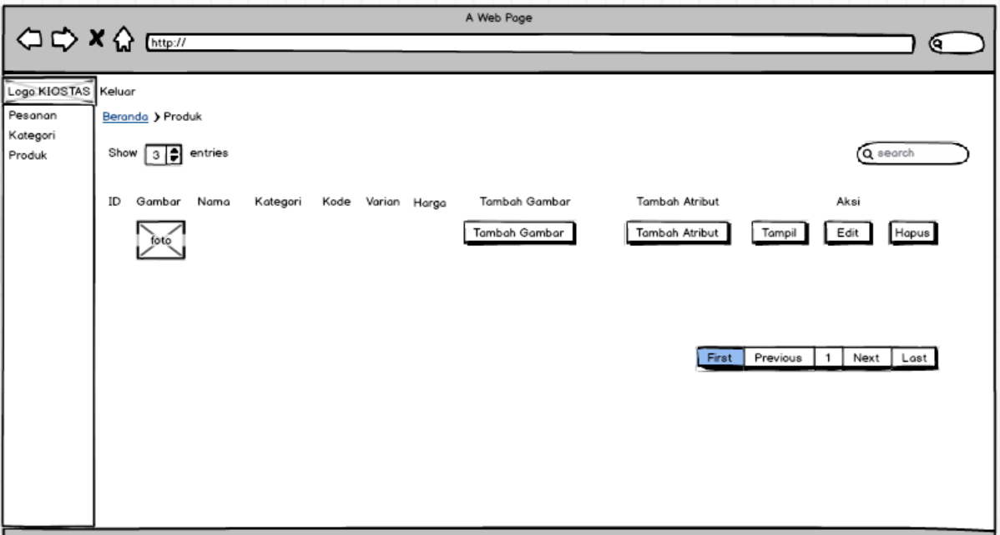 A Web Page
http://
Logo KIOSTAS Keluar
Pesanan
Kategori
Produk
Beranda > Produk
Show 3 entries
search
ID Gambar Nama Kategori Kode Varian Harga Tambah Gambar Tambah Atribut Aksi
foto Tambah Gambar Tambah Atribut Tampil Edit Hapus
First Previous 1 Next Last